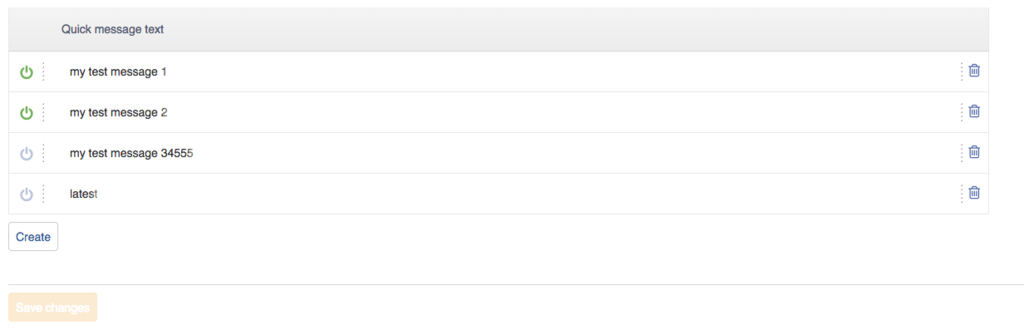 Quick message text
my test message 1
my test message 2
my test message 34555
latest
Create
Save changes